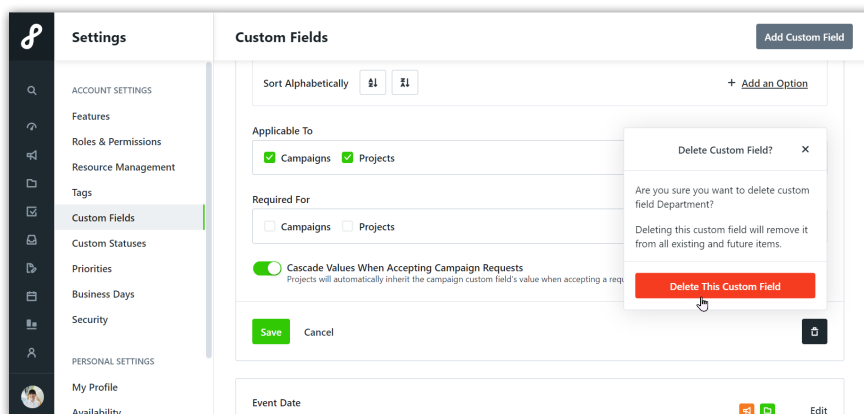 Settings
Custom Fields
Add Custom Field
ACCOUNT SETTINGS
Features
Roles & Permissions
Resource Management
Tags
Custom Fields
Custom Statuses
Priorities
Business Days
Security
PERSONAL SETTINGS
My Profile
Availability
Sort Alphabetically
+ Add an Option
Applicable To
Campaigns Projects
Required For
Campaigns Projects
Cascade Values When Accepting Campaign Requests
Projects will automatically inherit the campaign custom field's value when accepting a
Save Cancel
Delete Custom Field?
Are you sure you want to delete custom
field Department?
Deleting this custom field will remove it
from all existing and future items.
Delete This Custom Field
Event Date
Edit